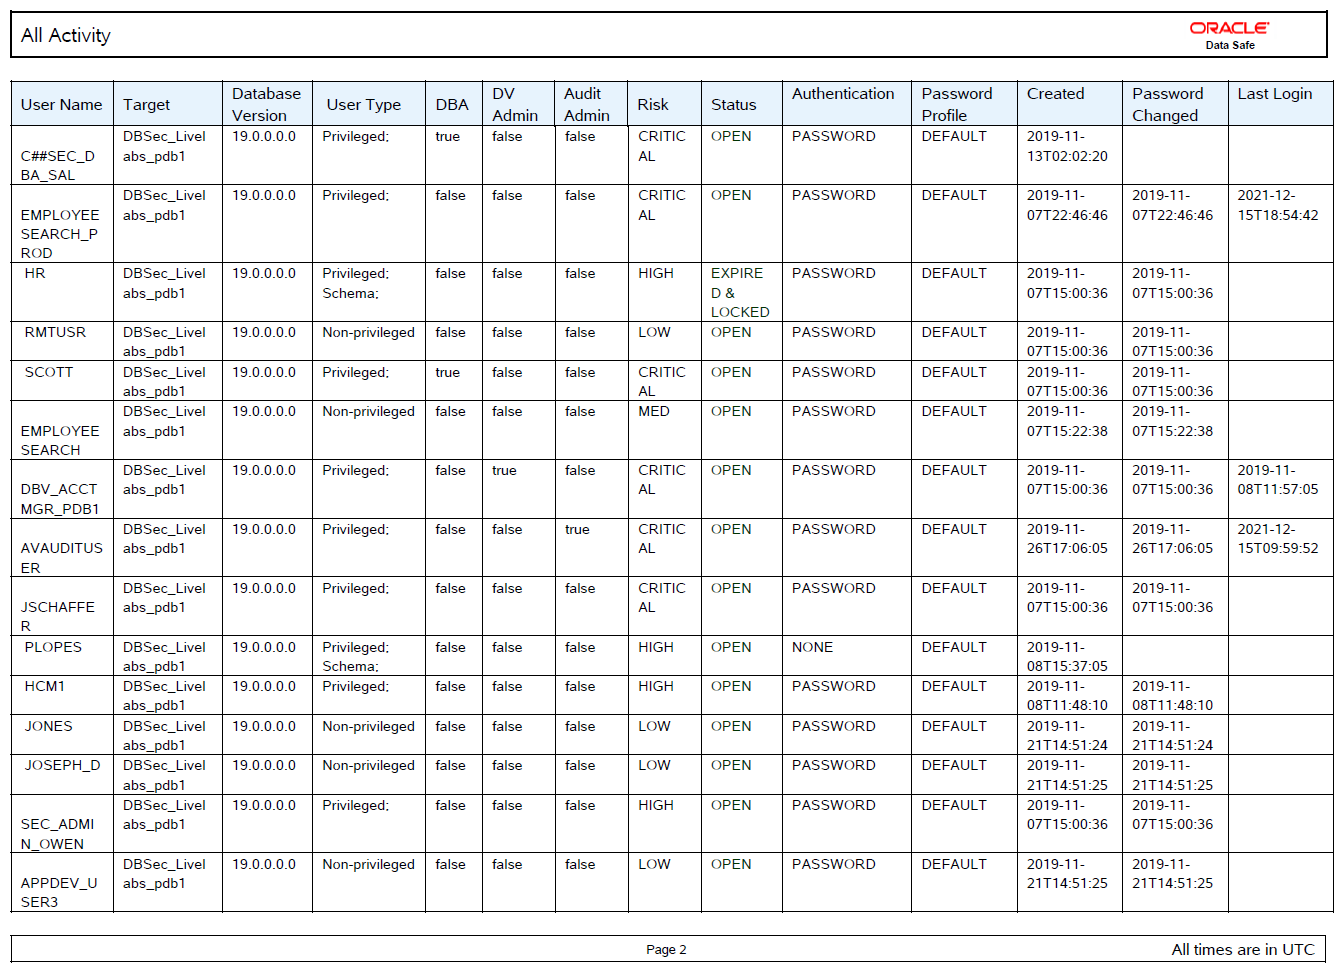 All Activity
ORACLE
Data Safe
User Name Target Database Version User Type DBA DV Admin Audit Admin Risk Status Authentication Password Profile Created Password Changed Last Login
C##SEC_DBA_SAL DBSec_Livelabs_pdb1 19.0.0.0.0 Privileged; true false false CRITICAL OPEN PASSWORD DEFAULT 2019-11-13T02:02:20
EMPLOYEESEARCH_PROD DBSec_Livelabs_pdb1 19.0.0.0.0 Privileged; false false false CRITICAL OPEN PASSWORD DEFAULT 2019-11-07T22:46:46 2019-11-07T22:46:46 2021-12-15T18:54:42
HR DBSec_Livelabs_pdb1 19.0.0.0.0 Privileged; Schema; false false false HIGH EXPIRED & LOCKED PASSWORD DEFAULT 2019-11-07T15:00:36 2019-11-07T15:00:36
RMTUSR DBSec_Livelabs_pdb1 19.0.0.0.0 Non-privileged false false false LOW OPEN PASSWORD DEFAULT 2019-11-07T15:00:36 2019-11-07T15:00:36
SCOTT DBSec_Livelabs_pdb1 19.0.0.0.0 Privileged; true false false CRITICAL OPEN PASSWORD DEFAULT 2019-11-07T15:00:36 2019-11-07T15:00:36
EMPLOYEESEARCH DBSec_Livelabs_pdb1 19.0.0.0.0 Non-privileged false false false MED OPEN PASSWORD DEFAULT 2019-11-07T15:22:38 2019-11-07T15:22:38
DBV_ACCTMGR_PDB1 DBSec_Livelabs_pdb1 19.0.0.0.0 Privileged; false true false CRITICAL OPEN PASSWORD DEFAULT 2019-11-07T15:00:36 2019-11-07T15:00:36 2019-11-08T11:57:05
AVAUDITUSER DBSec_Livelabs_pdb1 19.0.0.0.0 Privileged; false false true CRITICAL OPEN PASSWORD DEFAULT 2019-11-26T17:06:05 2019-11-26T17:06:05 2021-12-15T09:59:52
JSCHAFFER DBSec_Livelabs_pdb1 19.0.0.0.0 Privileged; false false false CRITICAL OPEN PASSWORD DEFAULT 2019-11-07T15:00:36 2019-11-07T15:00:36
PLOPES DBSec_Livelabs_pdb1 19.0.0.0.0 Privileged; Schema; false false false HIGH OPEN NONE DEFAULT 2019-11-08T15:37:05
HCM1 DBSec_Livelabs_pdb1 19.0.0.0.0 Privileged; false false false HIGH OPEN PASSWORD DEFAULT 2019-11-08T11:48:10 2019-11-08T11:48:10
JONES DBSec_Livelabs_pdb1 19.0.0.0.0 Non-privileged false false false LOW OPEN PASSWORD DEFAULT 2019-11-21T14:51:24 2019-11-21T14:51:24
JOSEPH_D DBSec_Livelabs_pdb1 19.0.0.0.0 Non-privileged false false false LOW OPEN PASSWORD DEFAULT 2019-11-21T14:51:25 2019-11-21T14:51:25
SEC_ADMIN_OWEN DBSec_Livelabs_pdb1 19.0.0.0.0 Privileged; false false false HIGH OPEN PASSWORD DEFAULT 2019-11-07T15:00:36 2019-11-07T15:00:36
APPDEV_USER3 DBSec_Livelabs_pdb1 19.0.0.0.0 Non-privileged false false false LOW OPEN PASSWORD DEFAULT 2019-11-21T14:51:25 2019-11-21T14:51:25
Page 2
All times are in UTC